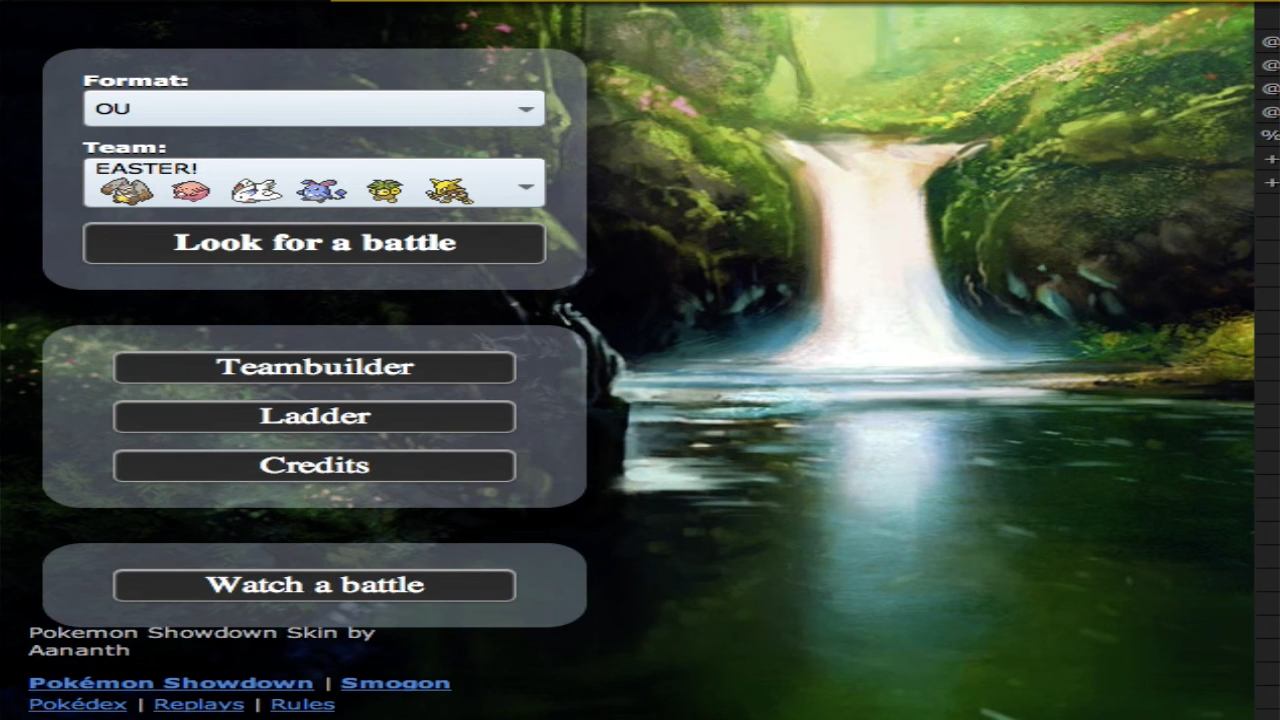 Format:
OU
Team:
EASTER!
Look for a battle
Teambuilder
Ladder
Credits
Watch a battle
Pokemon Showdown Skin by
Aananth
Pokémon Showdown | Smogon
Pokédex | Replays | Rules
@
@
@
@
%
+
+